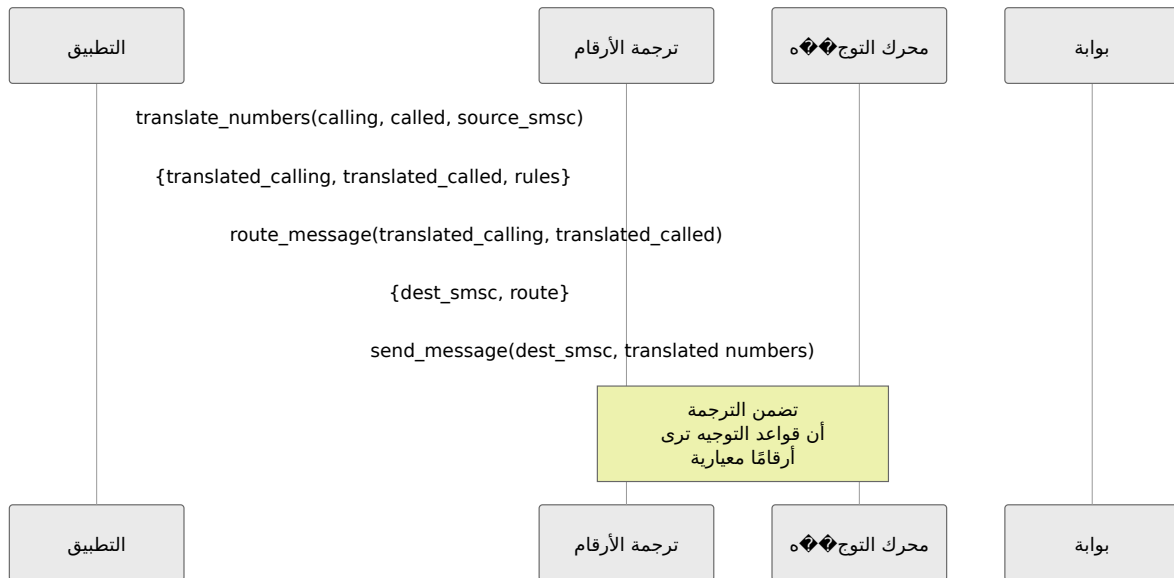 التطبيق
ترجمة الأرقام
محرك التوج��ه
بوابة
translate_numbers(calling, called, source_smsc)
{translated_calling, translated_called, rules}
route_message(translated_calling, translated_called)
{dest_smsc, route}
send_message(dest_smsc, translated numbers)
تضمن الترجمة
أن قواعد التوجيه ترى
أرقامًا معيارية
التطبيق
ترجمة الأرقام
محرك التوج��ه
بوابة